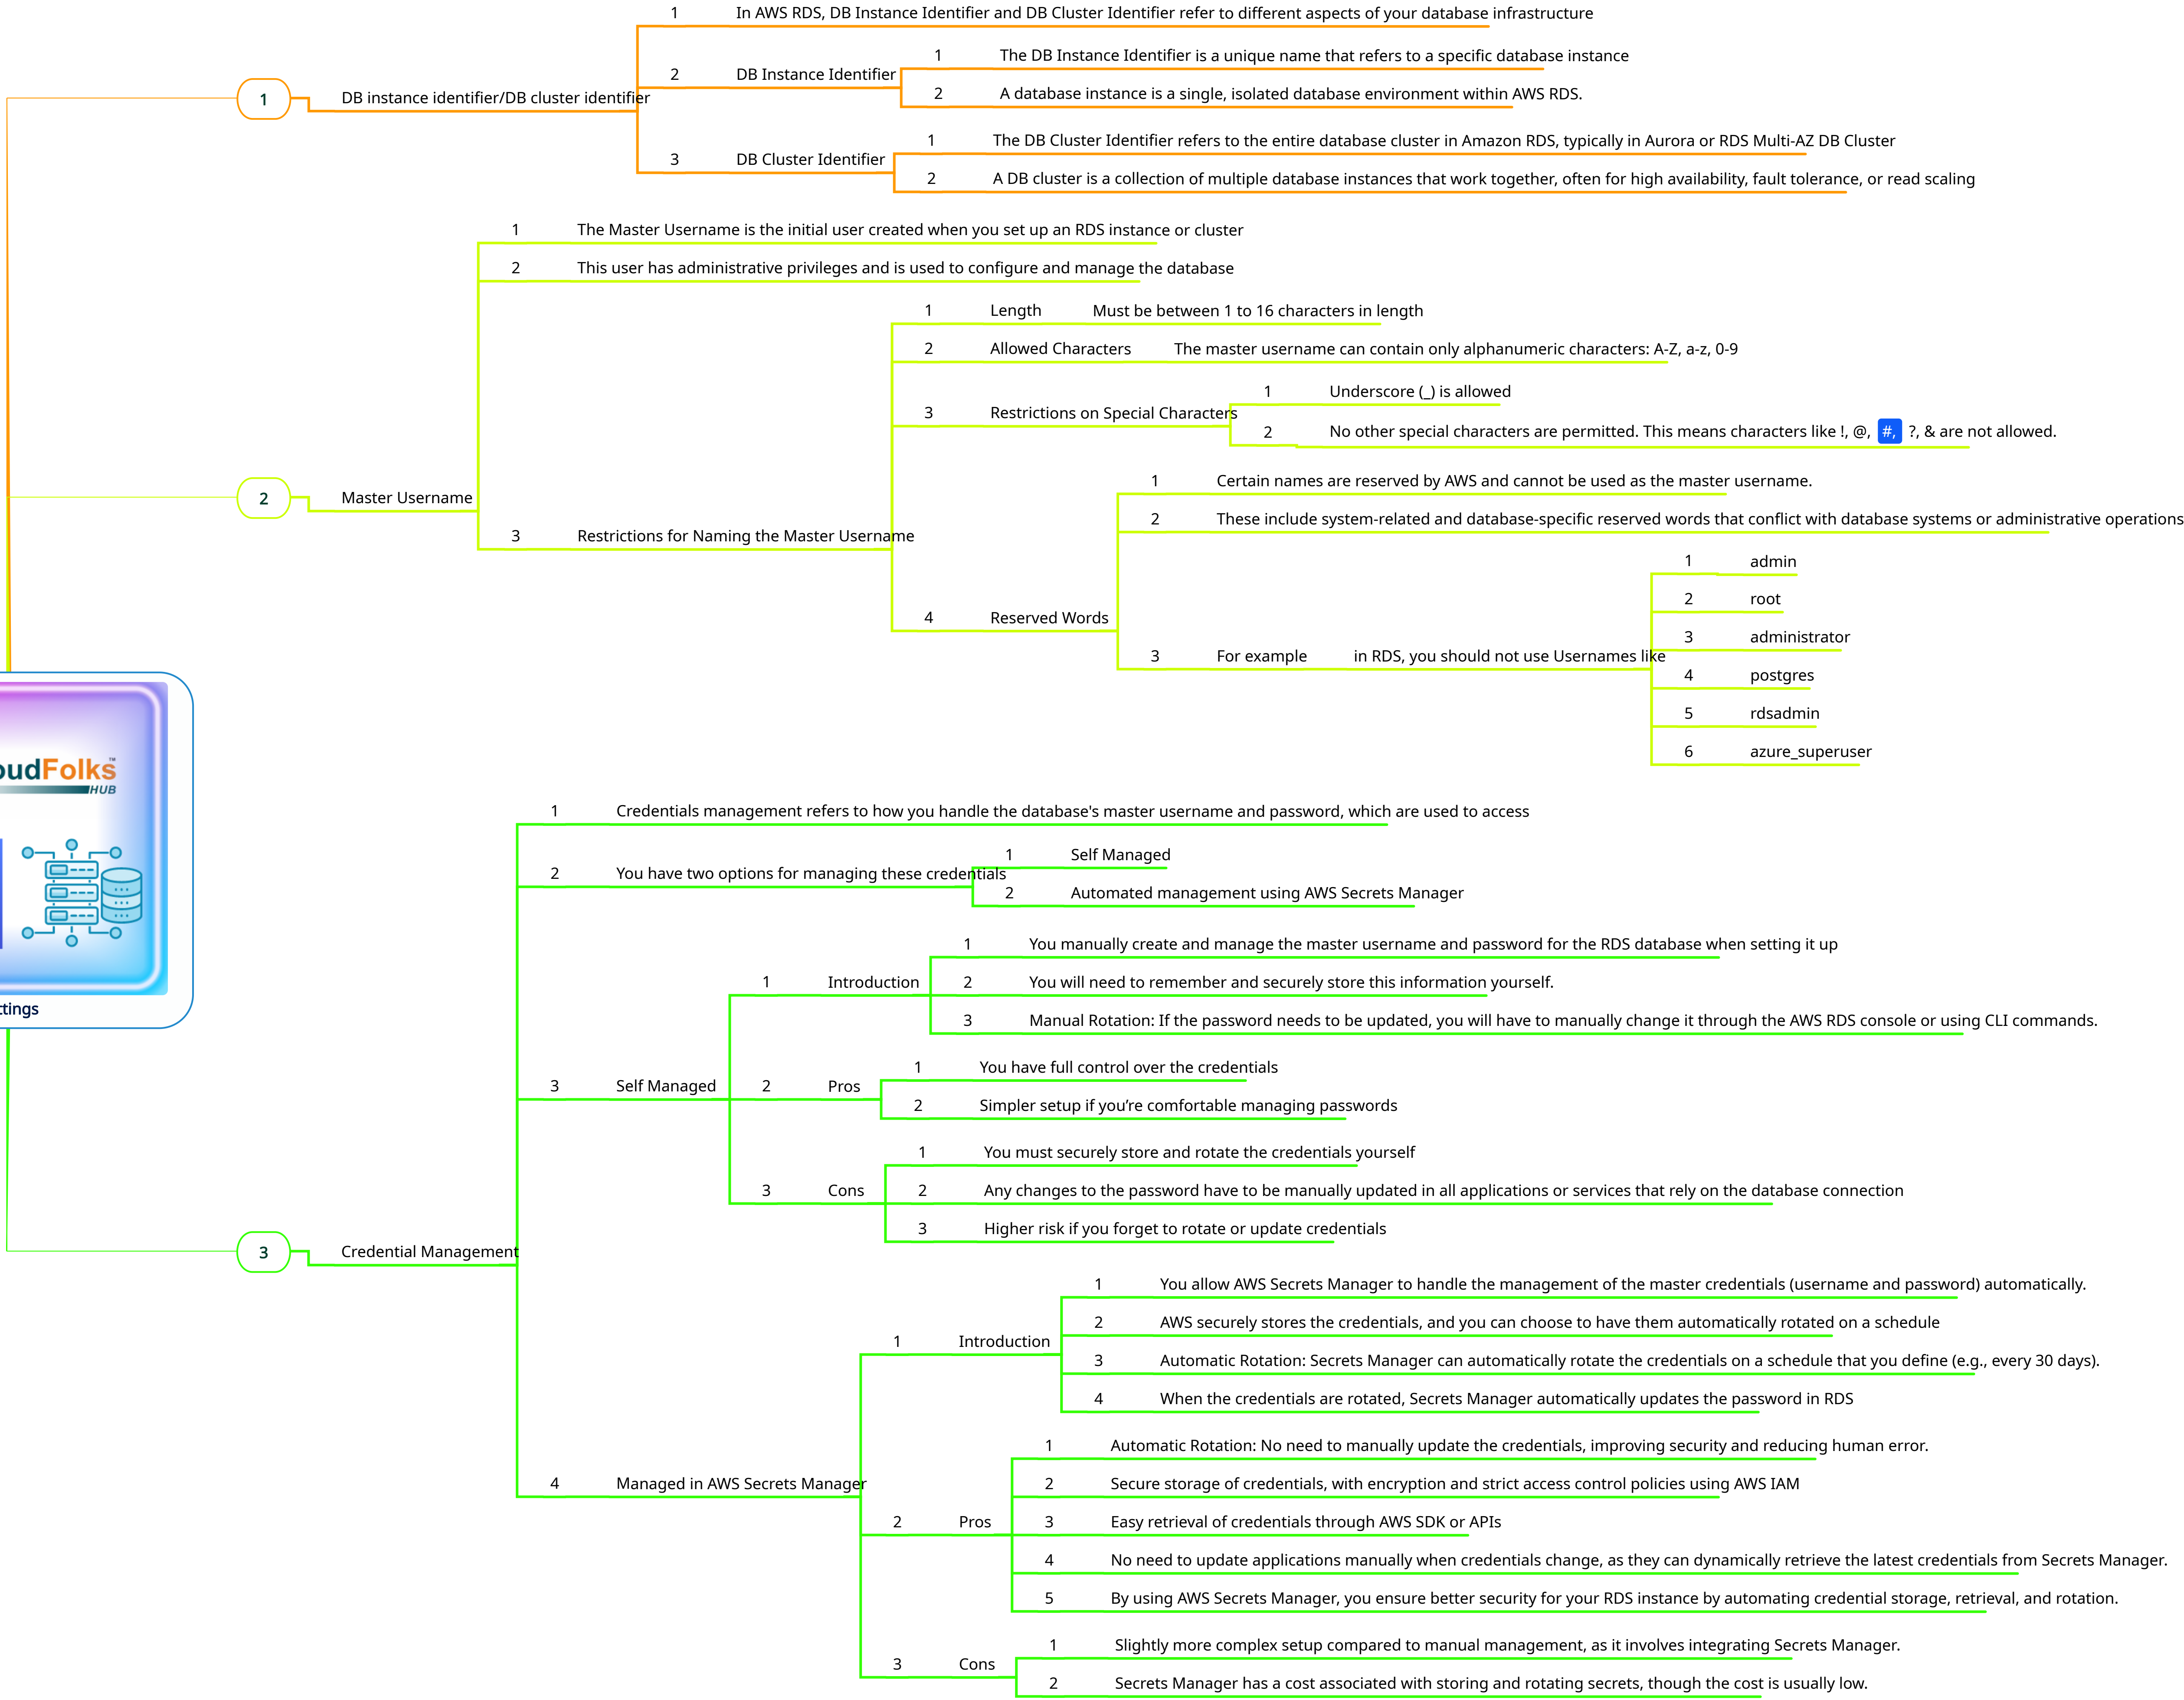 1 In AWS RDS, DB Instance Identifier and DB Cluster Identifier refer to different aspects of your database infrastructure
1 The DB Instance Identifier is a unique name that refers to a specific database instance
2 DB Instance Identifier
2 A database instance is a single, isolated database environment within AWS RDS.
1 DB instance identifier/DB cluster identifier
1 The DB Cluster Identifier refers to the entire database cluster in Amazon RDS, typically in Aurora or RDS Multi-AZ DB Cluster
3 DB Cluster Identifier
2 A DB cluster is a collection of multiple database instances that work together, often for high availability, fault tolerance, or read scaling
1 The Master Username is the initial user created when you set up an RDS instance or cluster
2 This user has administrative privileges and is used to configure and manage the database
1 Length Must be between 1 to 16 characters in length
2 Allowed Characters The master username can contain only alphanumeric characters: A-Z, a-z, 0-9
1 Underscore (_) is allowed
3 Restrictions on Special Characters
2 No other special characters are permitted. This means characters like !, @, #, ?, & are not allowed.
1 Certain names are reserved by AWS and cannot be used as the master username.
2 Master Username
2 These include system-related and database-specific reserved words that conflict with database systems or administrative operations
3 Restrictions for Naming the Master Username
1 admin
2 root
4 Reserved Words
3 administrator
3 For example in RDS, you should not use Usernames like
4 postgres
5 rdsadmin
6 azure_superuser
oudFolks™
HUB
ttings
1 Credentials management refers to how you handle the database's master username and password, which are used to access
1 Self Managed
2 You have two options for managing these credentials
2 Automated management using AWS Secrets Manager
1 You manually create and manage the master username and password for the RDS database when setting it up
1 Introduction
2 You will need to remember and securely store this information yourself.
3 Manual Rotation: If the password needs to be updated, you will have to manually change it through the AWS RDS console or using CLI commands.
1 You have full control over the credentials
3 Self Managed
2 Pros
2 Simpler setup if you’re comfortable managing passwords
1 You must securely store and rotate the credentials yourself
3 Cons
2 Any changes to the password have to be manually updated in all applications or services that rely on the database connection
3 Higher risk if you forget to rotate or update credentials
3 Credential Management
1 You allow AWS Secrets Manager to handle the management of the master credentials (username and password) automatically.
2 AWS securely stores the credentials, and you can choose to have them automatically rotated on a schedule
1 Introduction
3 Automatic Rotation: Secrets Manager can automatically rotate the credentials on a schedule that you define (e.g., every 30 days).
4 When the credentials are rotated, Secrets Manager automatically updates the password in RDS
1 Automatic Rotation: No need to manually update the credentials, improving security and reducing human error.
4 Managed in AWS Secrets Manager
2 Secure storage of credentials, with encryption and strict access control policies using AWS IAM
2 Pros
3 Easy retrieval of credentials through AWS SDK or APIs
4 No need to update applications manually when credentials change, as they can dynamically retrieve the latest credentials from Secrets Manager.
5 By using AWS Secrets Manager, you ensure better security for your RDS instance by automating credential storage, retrieval, and rotation.
1 Slightly more complex setup compared to manual management, as it involves integrating Secrets Manager.
3 Cons
2 Secrets Manager has a cost associated with storing and rotating secrets, though the cost is usually low.